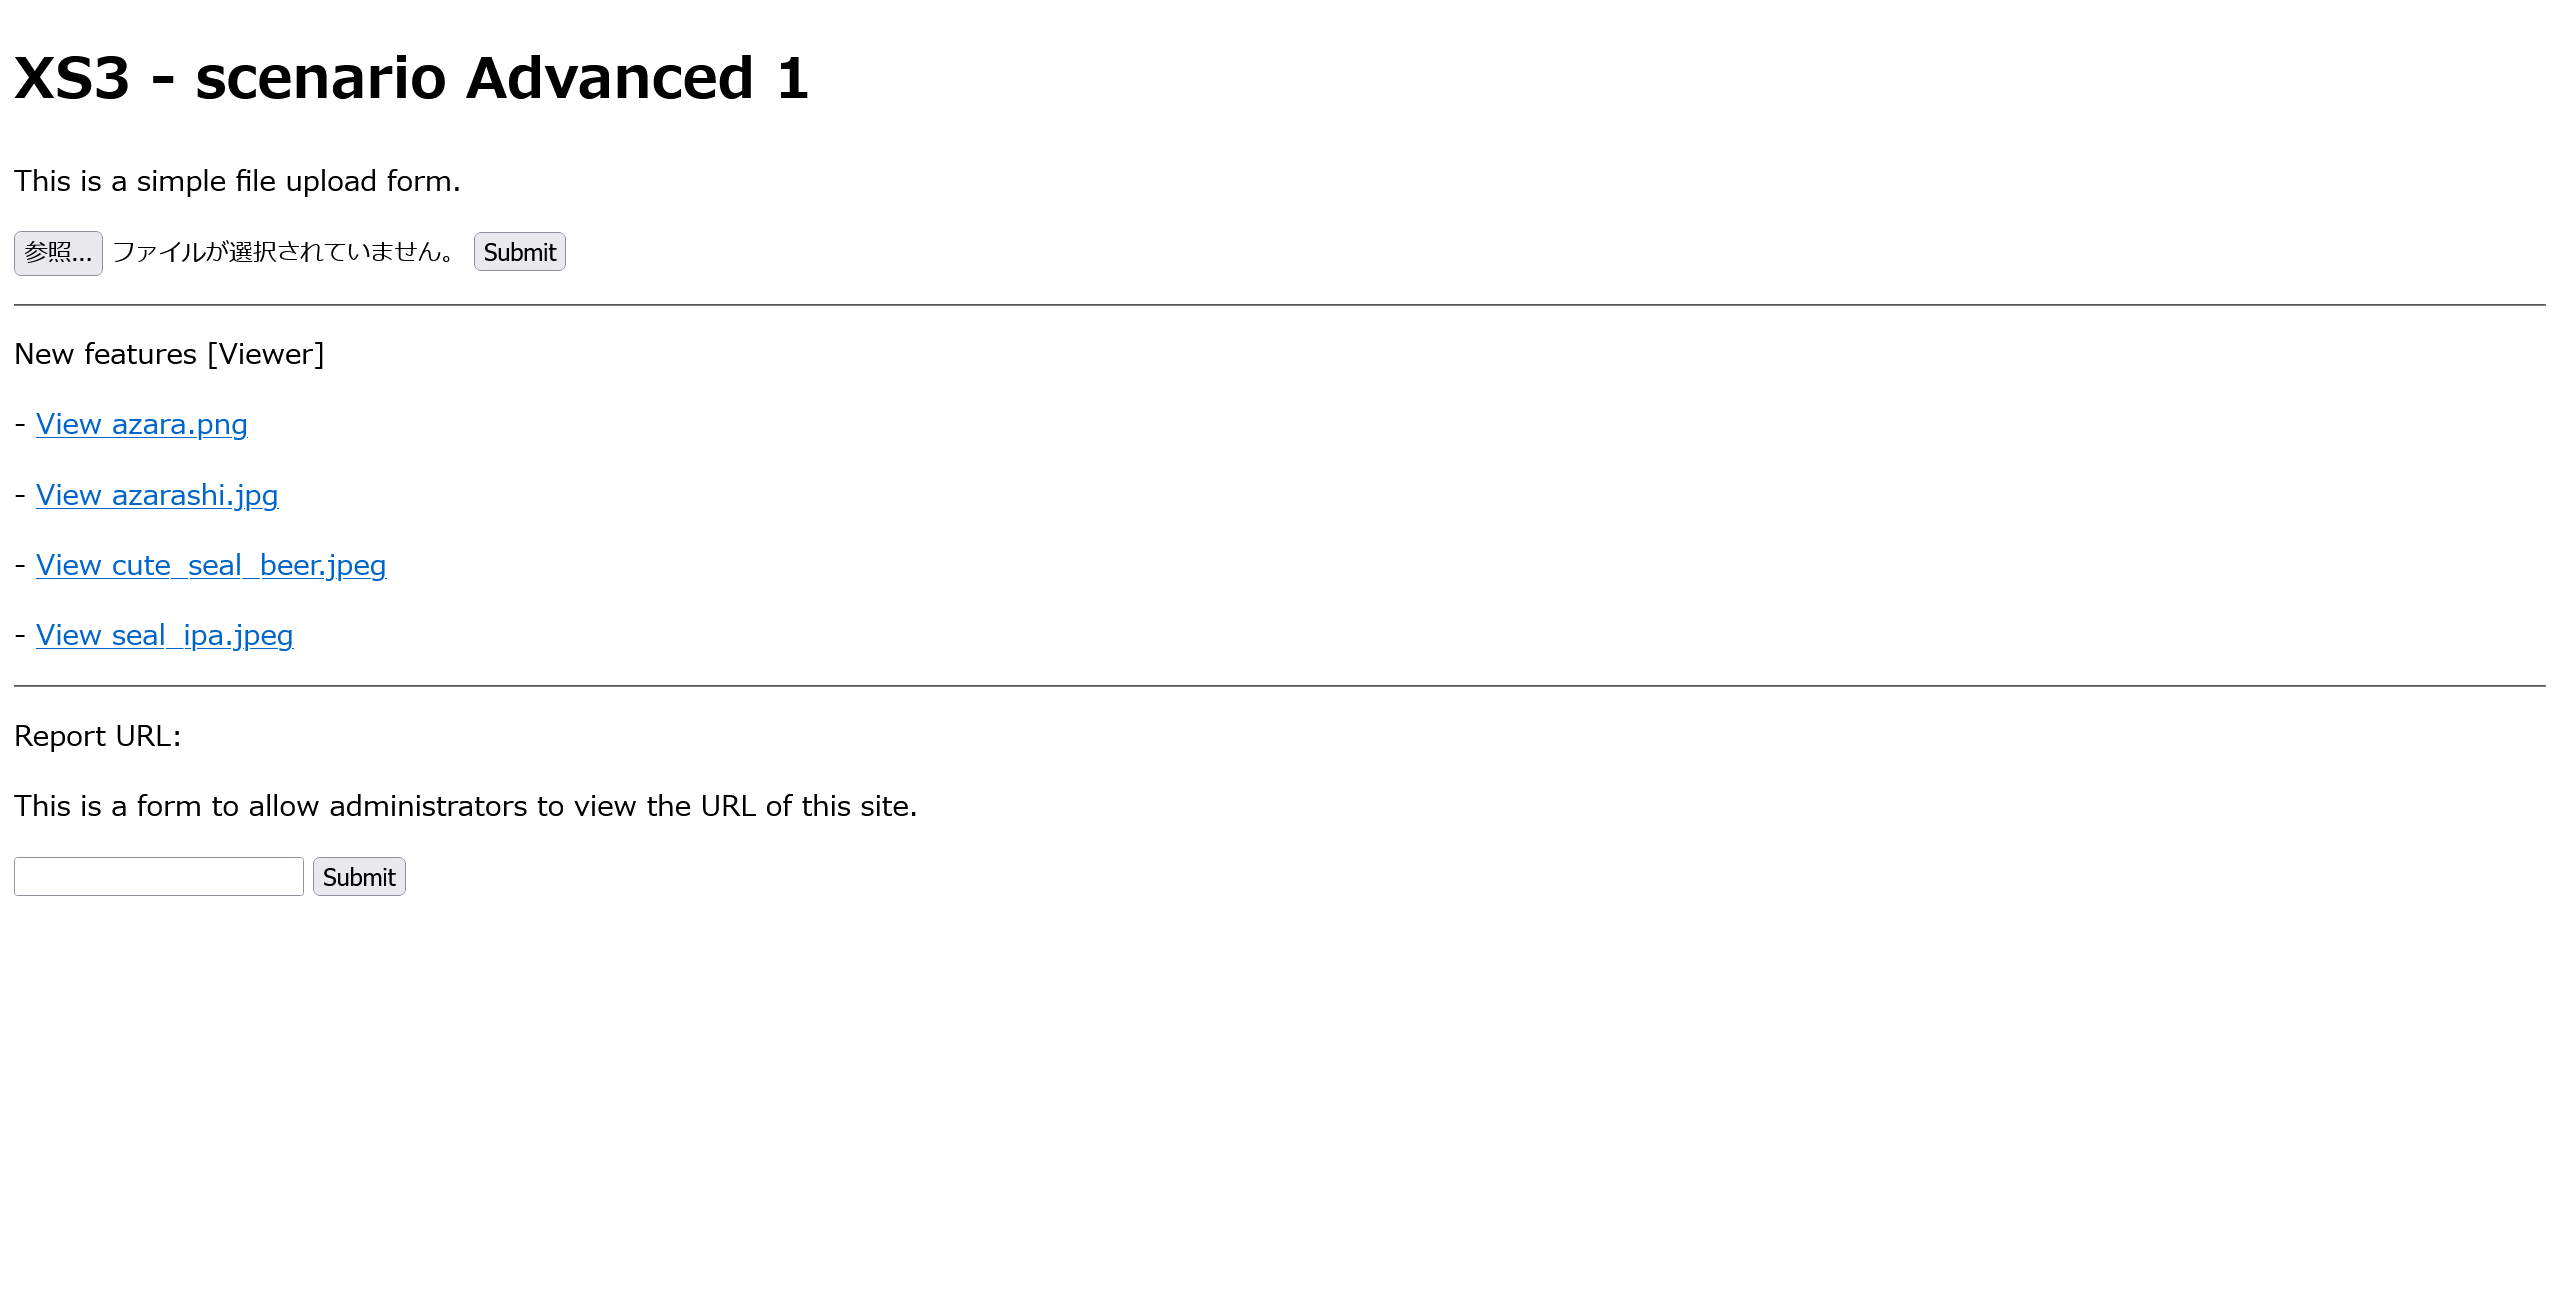 XS3 - scenario Advanced 1
This is a simple file upload form.
参照... ファイルが選択されていません。 Submit
New features [Viewer]
- View azara.png
- View azarashi.jpg
- View cute_seal_beer.jpeg
- View seal_ipa.jpeg
Report URL:
This is a form to allow administrators to view the URL of this site.
Submit